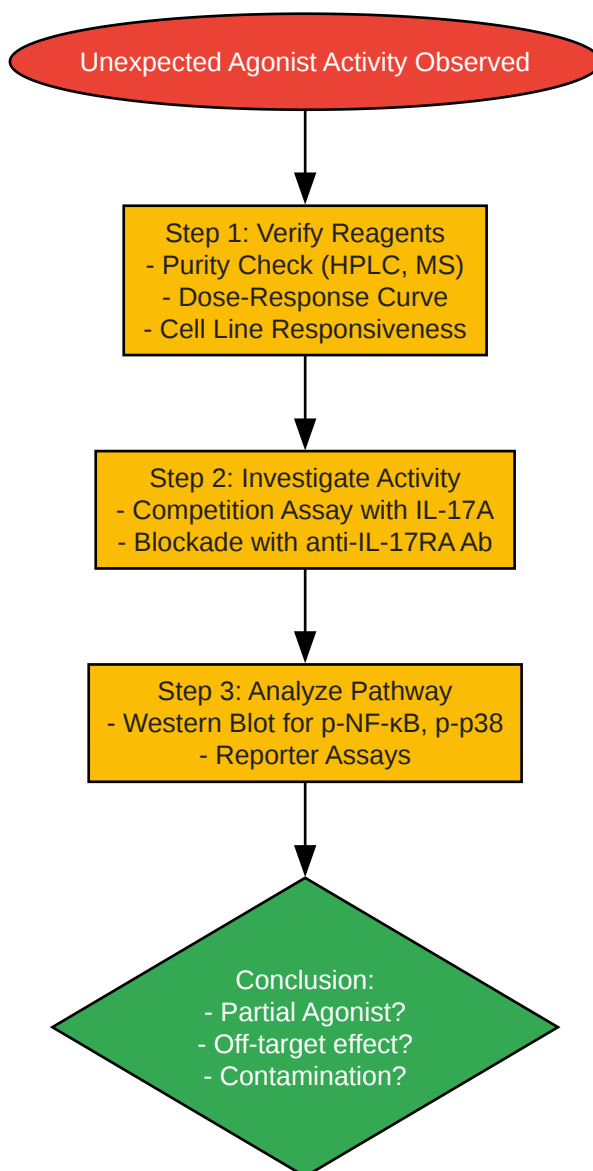 Unexpected Agonist Activity Observed
Step 1: Verify Reagents
- Purity Check (HPLC, MS)
- Dose-Response Curve
- Cell Line Responsiveness
Step 2: Investigate Activity
- Competition Assay with IL-17A
- Blockade with anti-IL-17RA Ab
Step 3: Analyze Pathway
- Western Blot for p-NF-κB, p-p38
- Reporter Assays
Conclusion:
- Partial Agonist?
- Off-target effect?
- Contamination?